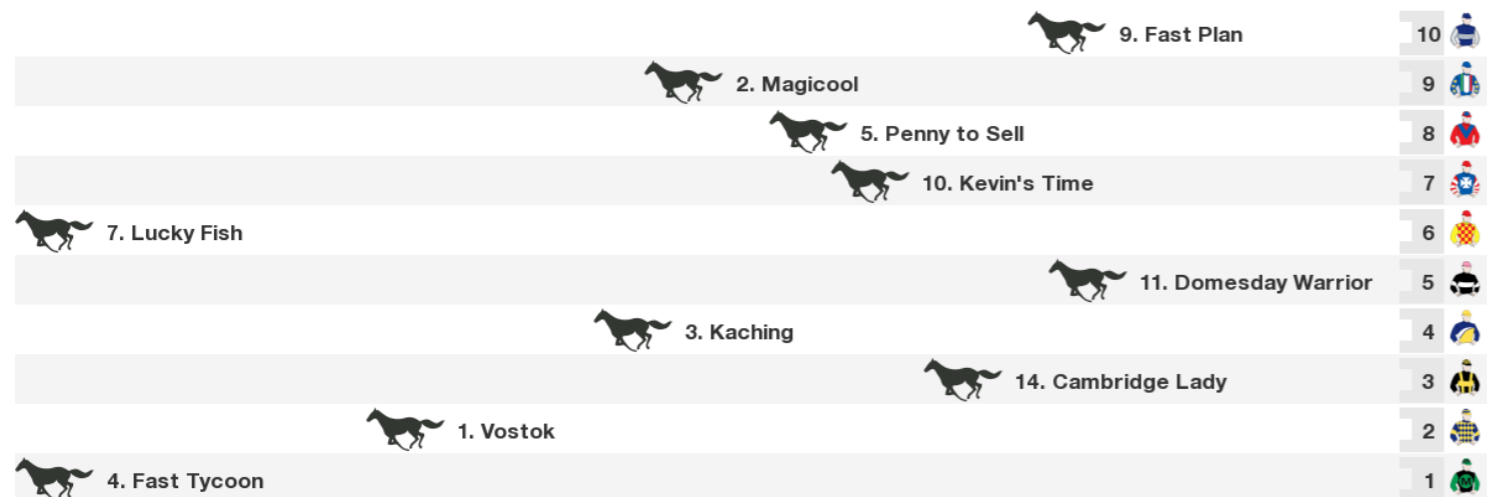 9. Fast Plan 10
2. Magicool 9
5. Penny to Sell 8
10. Kevin's Time 7
7. Lucky Fish 6
11. Domesday Warrior 5
3. Kaching 4
14. Cambridge Lady 3
1. Vostok 2
4. Fast Tycoon 1
M